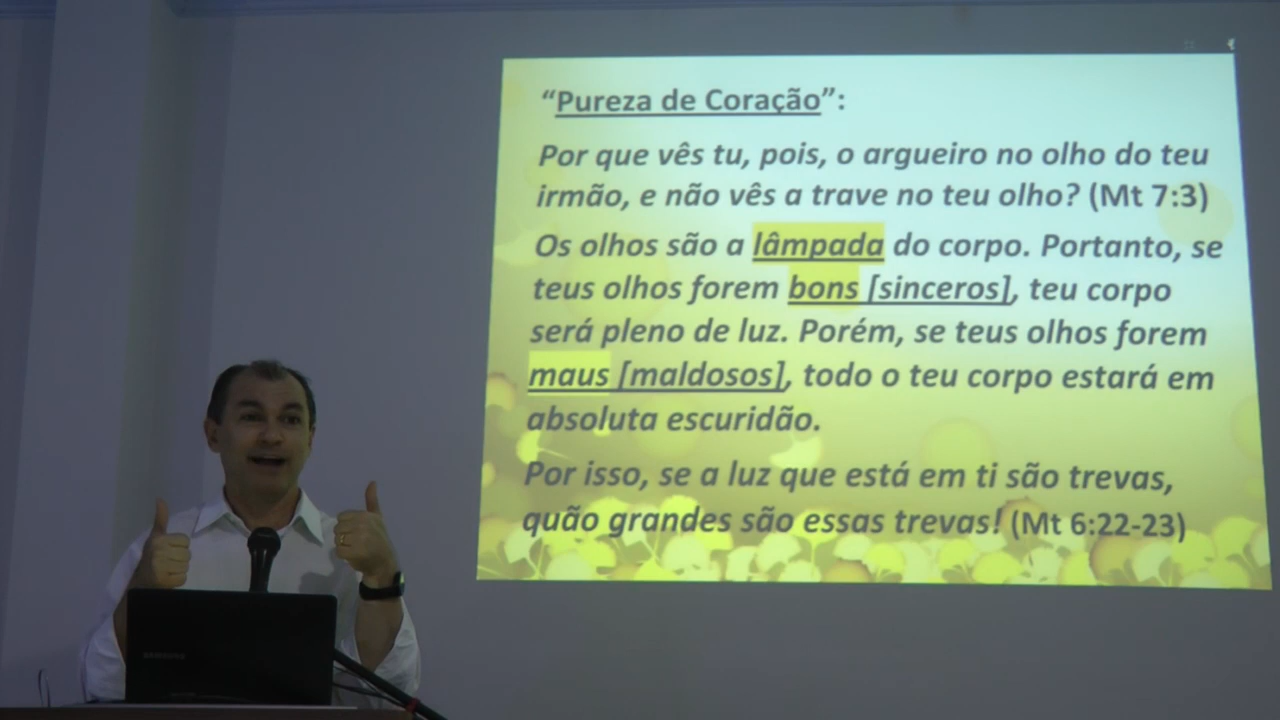 “Pureza de Coração”:
Por que vês tu, pois, o argueiro no olho do teu
irmão, e não vês a trave no teu olho? (Mt 7:3)
Os olhos são a lâmpada do corpo. Portanto, se
teus olhos forem bons [sinceros], teu corpo
será pleno de luz. Porém, se teus olhos forem
maus [maldosos], todo o teu corpo estará em
absoluta escuridão.
Por isso, se a luz que está em ti são trevas,
quão grandes são essas trevas! (Mt 6:22-23)
SAMSUNG